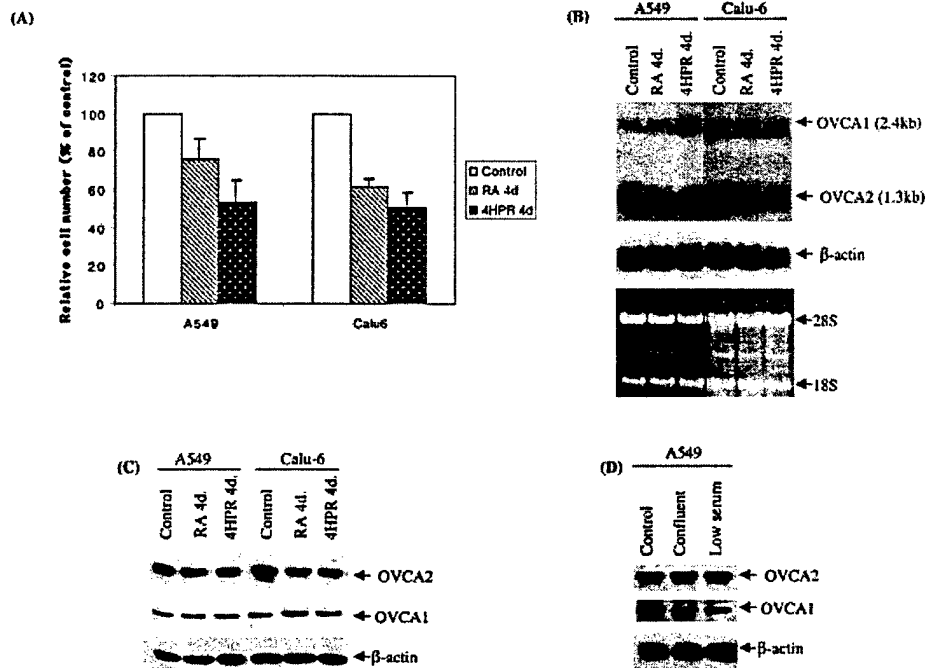 (A)
Relative cell number (% of control)
120
100
80
60
40
20
0
A549
Calu6
Control
RA 4d
4HPR 4d
(B)
A549
Calu-6
Control
RA 4d.
4HPR 4d.
Control
RA 4d.
4HPR 4d.
OVCA1 (2.4kb)
OVCA2 (1.3kb)
β-actin
28S
18S
(C)
A549
Calu-6
Control
RA 4d.
4HPR 4d.
Control
RA 4d.
4HPR 4d.
OVCA2
OVCA1
β-actin
(D)
A549
Control
Confluent
Low serum
OVCA2
OVCA1
β-actin